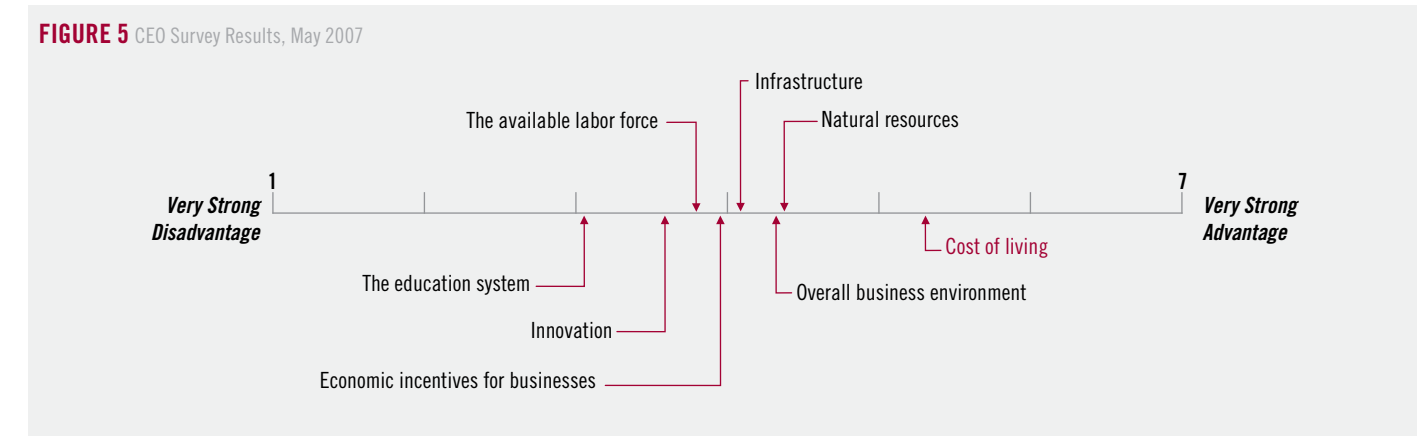 FIGURE 5 CEO Survey Results, May 2007
Infrastructure
The available labor force
Natural resources
1
7
Very Strong
Disadvantage
Very Strong
Advantage
Cost of living
The education system
Overall business environment
Innovation
Economic incentives for businesses